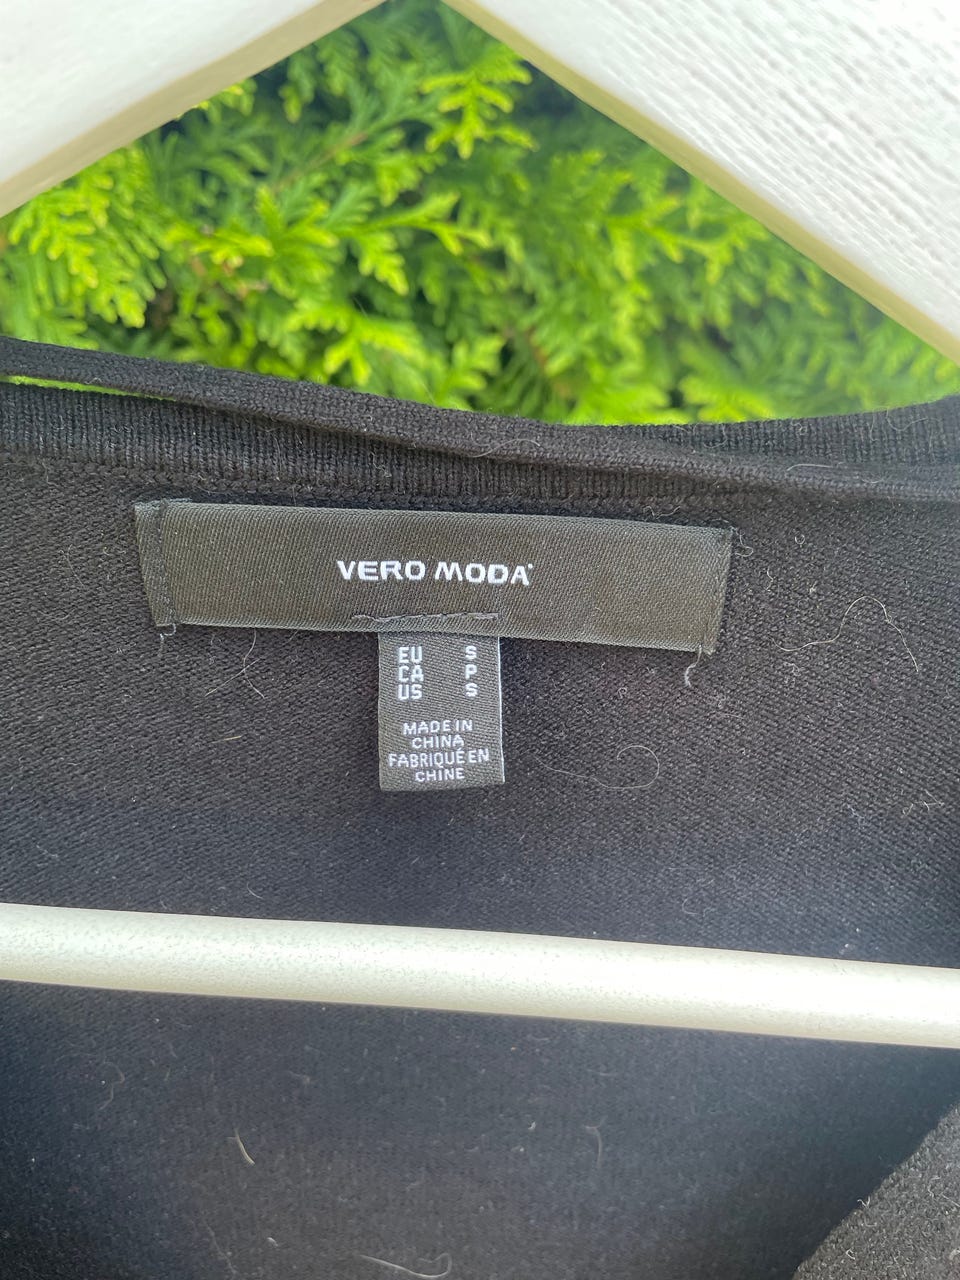 VERO MODA
EU S
CA P
US S
MADE IN
CHINA
FABRIQUÉ EN
CHINE